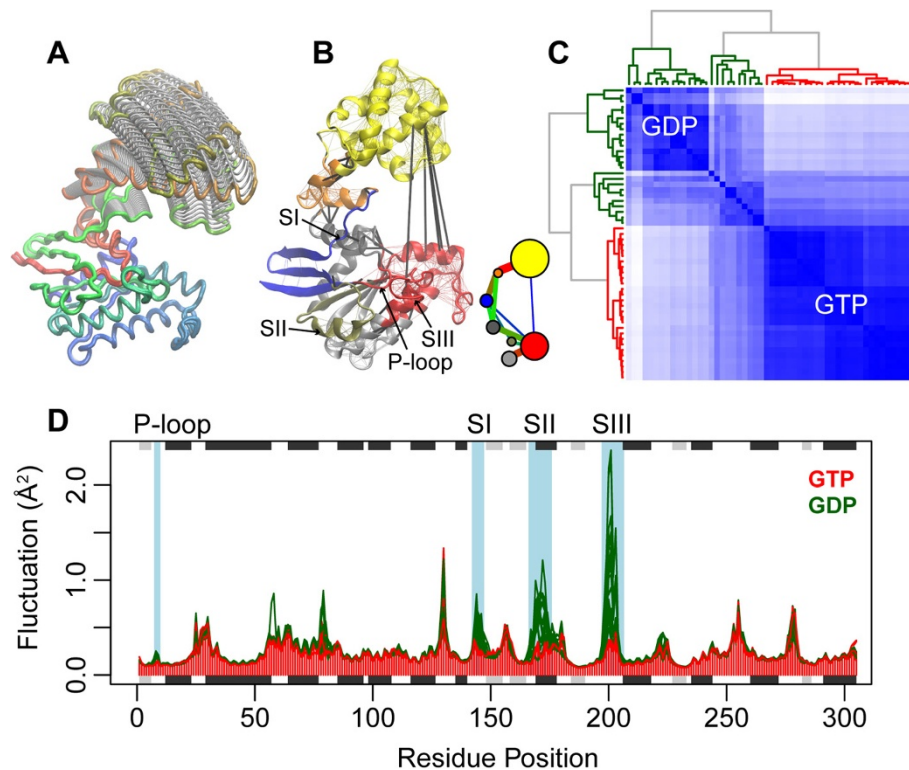 A
B
C
SI
SII
SIII
P-loop
GDP
GTP
D
P-loop SI SII SIII
GTP
GDP
Fluctuation (Å²)
2.0
1.0
0.0
0 50 100 150 200 250 300
Residue Position